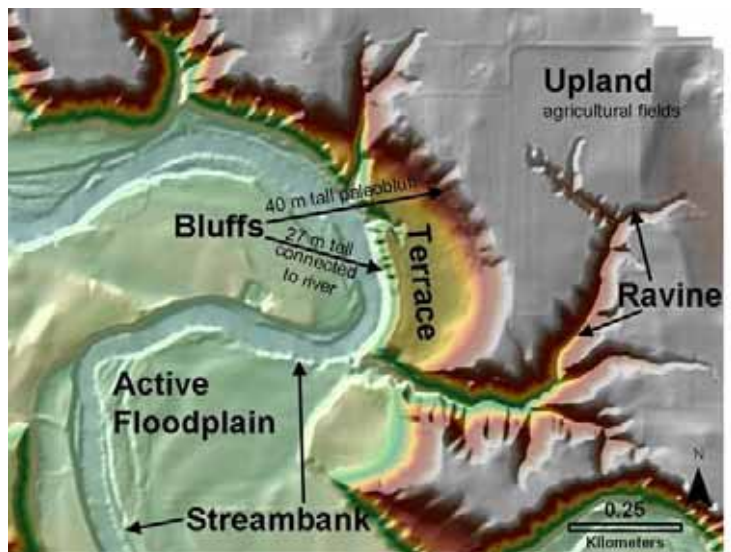 Upland
agricultural fields
40 m tall paleobluff
Bluffs
27 m tall
connected
to river
Terrace
Ravine
Active
Floodplain
Streambank
N
0.25
Kilometers